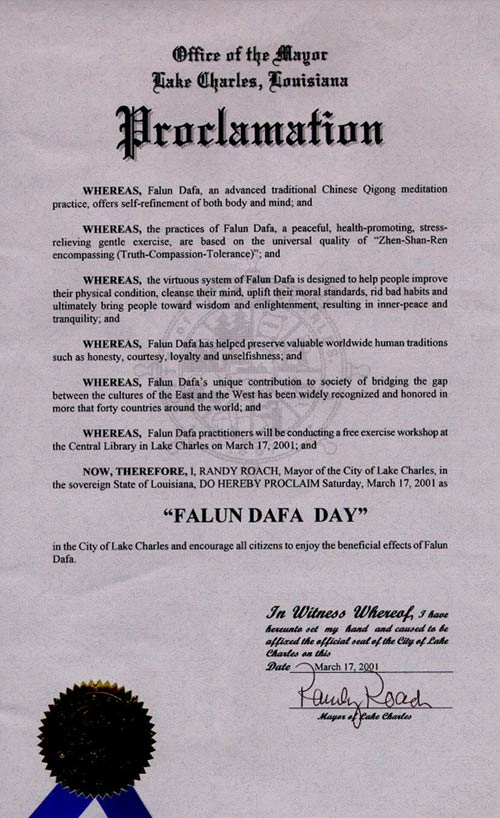 Office of the Mayor
Lake Charles, Louisiana
Proclamation
WHEREAS, Falun Dafa, an advanced traditional Chinese Qigong meditation
practice, offers self-refinement of both body and mind; and
WHEREAS, the practices of Falun Dafa, a peaceful, health-promoting, stress-
relieving gentle exercise, are based on the universal quality of “Zhen-Shan-Ren
encompassing (Truth-Compassion-Tolerance)”; and
WHEREAS, the virtuous system of Falun Dafa is designed to help people improve
their physical condition, cleanse their mind, uplift their moral standards, rid bad habits and
ultimately bring people toward wisdom and enlightenment, resulting in inner-peace and
tranquility; and
WHEREAS, Falun Dafa has helped preserve valuable worldwide human traditions
such as honesty, courtesy, loyalty and unselfishness; and
WHEREAS, Falun Dafa's unique contribution to society of bridging the gap
between the cultures of the East and the West has been widely recognized and honored in
more that forty countries around the world; and
WHEREAS, Falun Dafa practitioners will be conducting a free exercise workshop at
the Central Library in Lake Charles on March 17, 2001; and
NOW, THEREFORE, I, RANDY ROACH, Mayor of the City of Lake Charles, in
the sovereign State of Louisiana, DO HEREBY PROCLAIM Saturday, March 17, 2001 as
“FALUN DAFA DAY”
in the City of Lake Charles and encourage all citizens to enjoy the beneficial effects of Falun
Dafa.
In Witness Whereof, I have
hereunto set my hand and caused to be
affixed the official seal of the City of Lake
Charles on this
Date March 17, 2001
Randy Roach
Mayor of Lake Charles